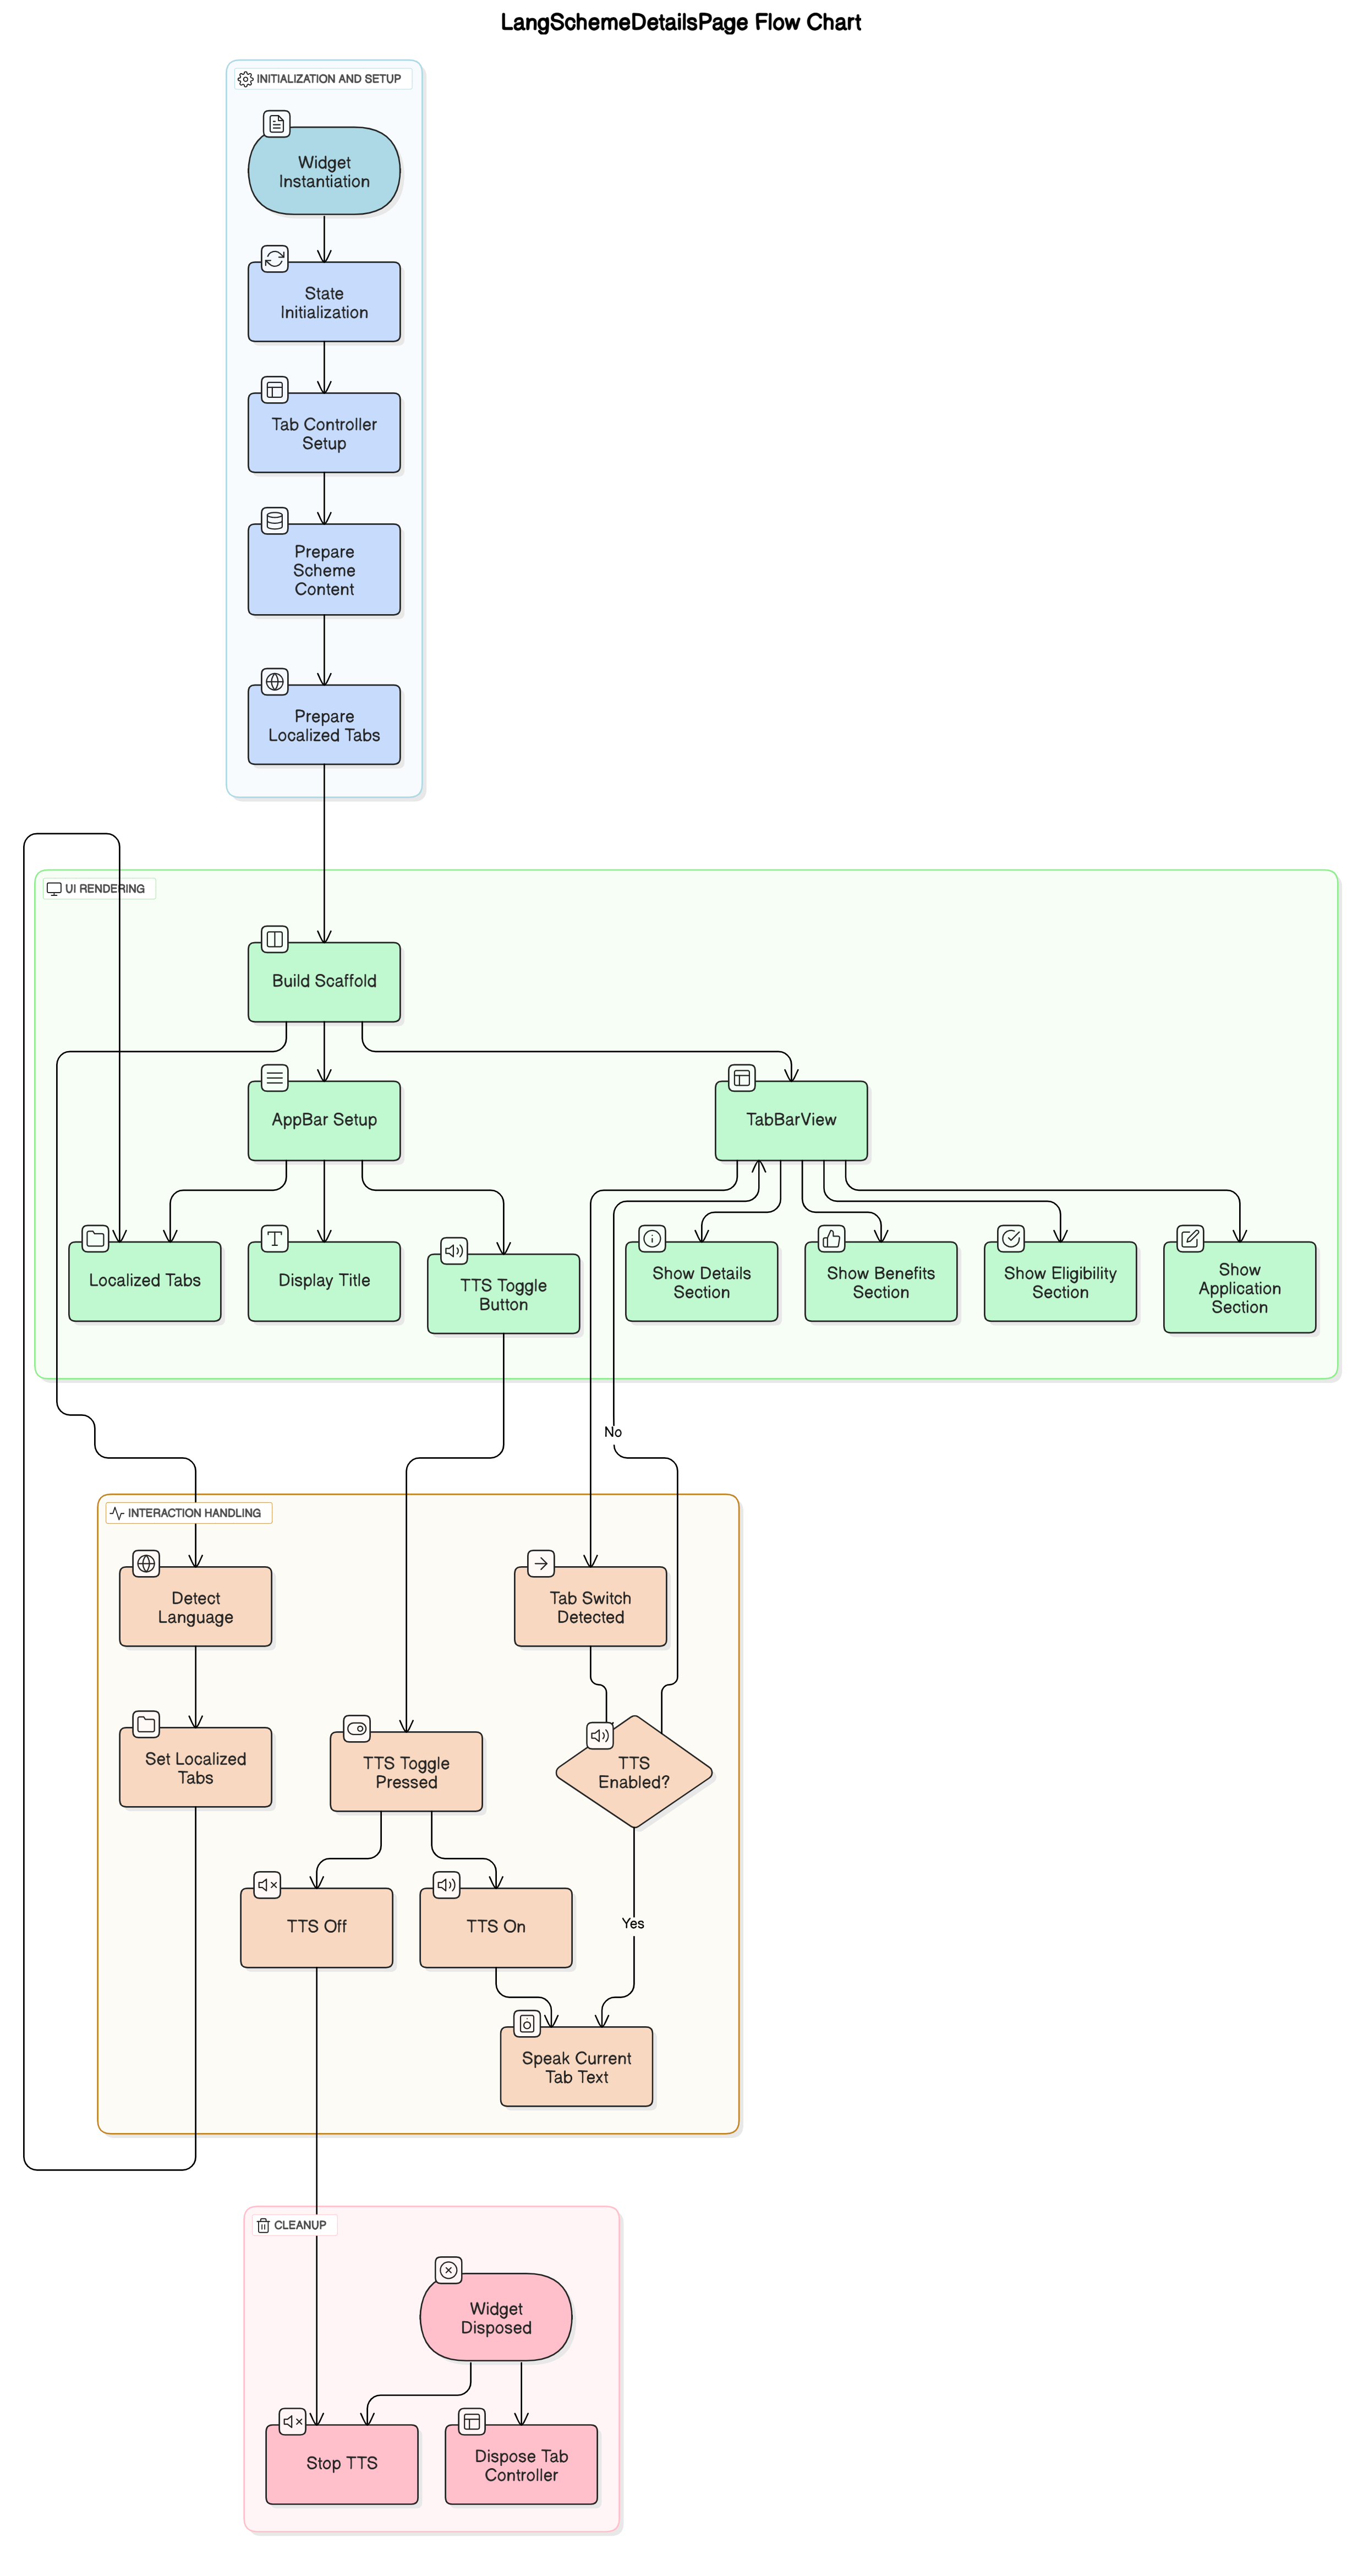 LangSchemeDetailsPage Flow Chart
INITIALIZATION AND SETUP
Widget
Instantiation
State
Initialization
Tab Controller
Setup
Prepare
Scheme
Content
Prepare
Localized Tabs
UI RENDERING
Build Scaffold
AppBar Setup
TabBarView
Localized Tabs
Display Title
TTS Toggle
Button
Show Details
Section
Show Benefits
Section
Show Eligibility
Section
Show
Application
Section
No
INTERACTION HANDLING
Detect
Language
Tab Switch
Detected
Set Localized
Tabs
TTS Toggle
Pressed
TTS
Enabled?
TTS Off
TTS On
Yes
Speak Current
Tab Text
CLEANUP
Widget
Disposed
Stop TTS
Dispose Tab
Controller